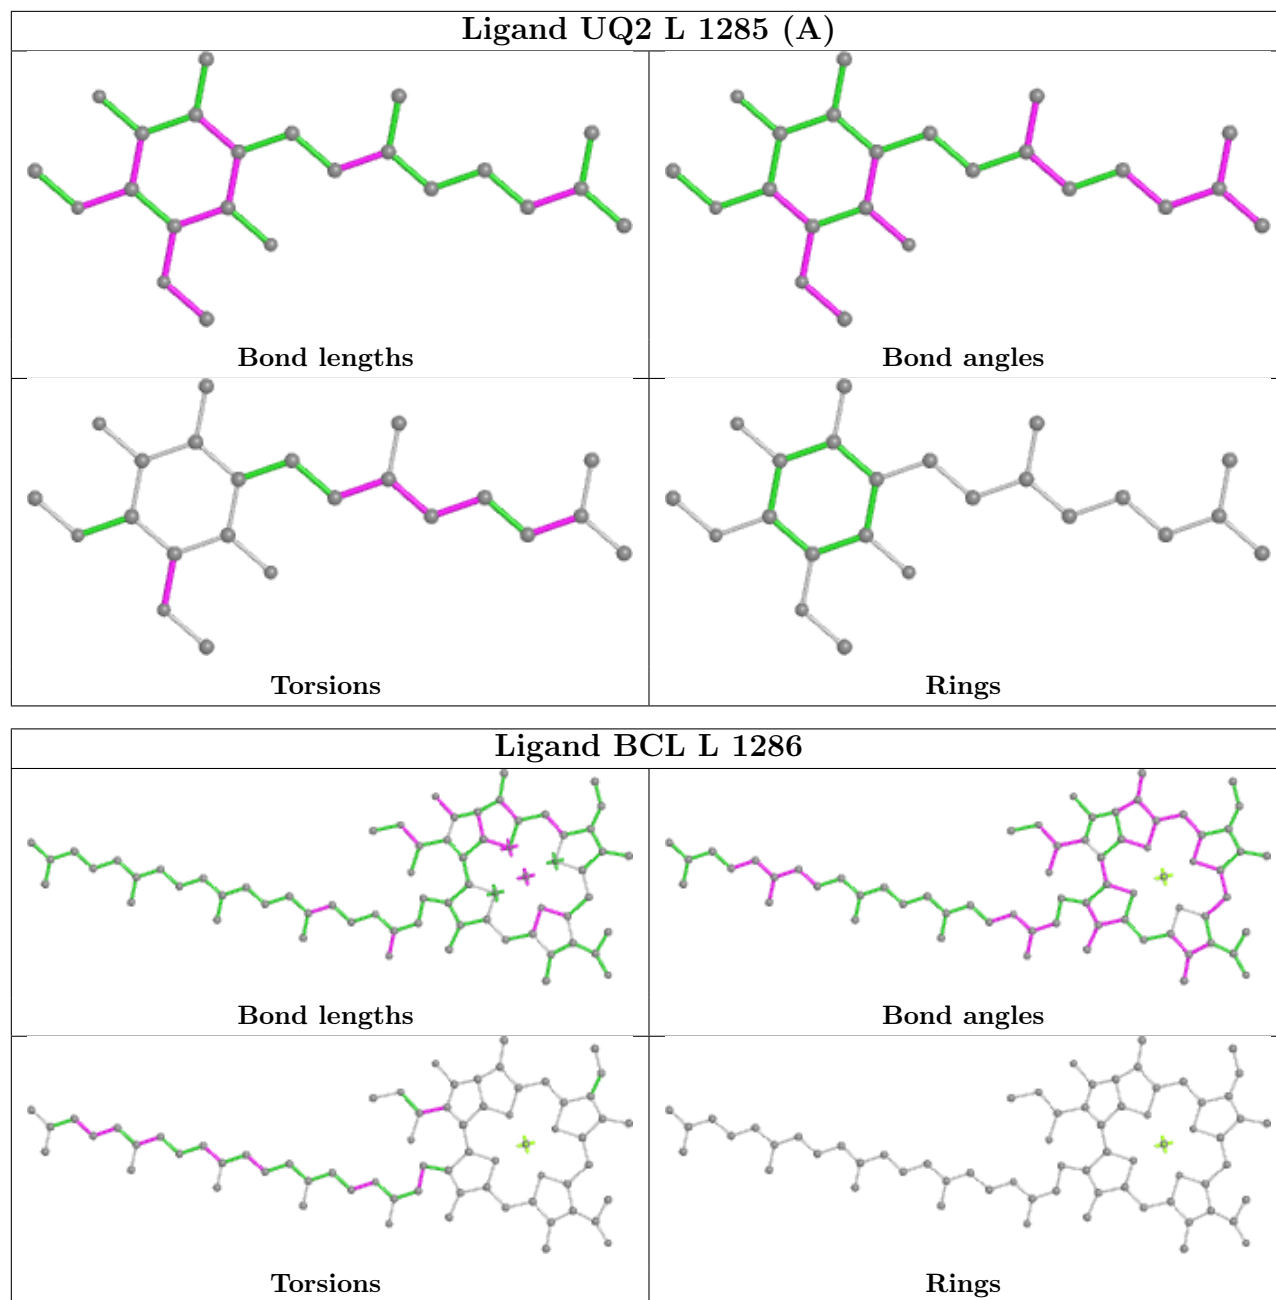 Ligand UQ2 L 1285 (A)
Bond lengths
Bond angles
Torsions
Rings
Ligand BCL L 1286
Bond lengths
Bond angles
Torsions
Rings